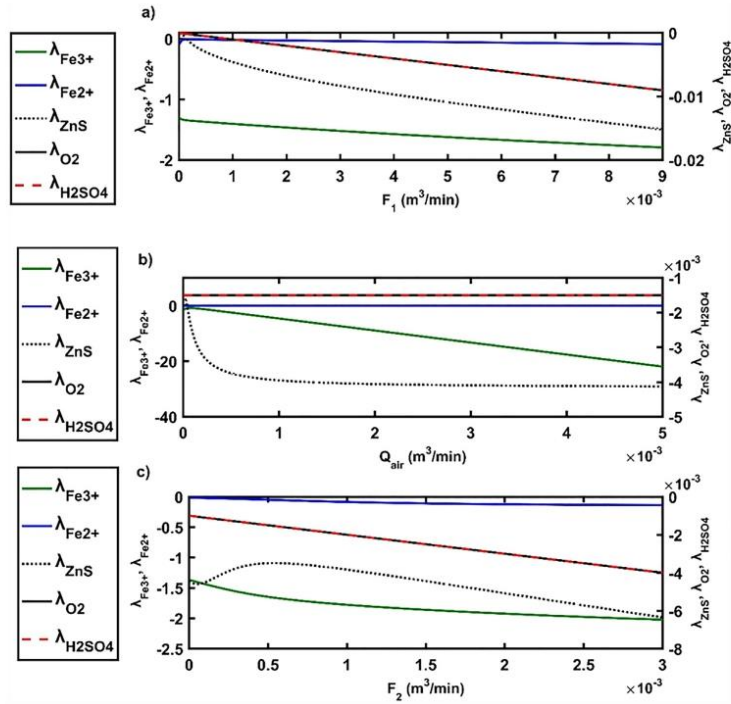 a)
λFe3+
λFe2+
λZnS
λO2
λH2SO4
λFe3+, λFe2+
0
-1
-2
0
-0.01
-0.02
λZnS, λO2, λH2SO4
0 1 2 3 4 5 6 7 8 9
F1 (m3/min) ×10-3
b)
λFe3+
λFe2+
λZnS
λO2
λH2SO4
λFe3+, λFe2+
0
-20
-40
×10-3
-1
-2
-3
-4
-5
λZnS, λO2, λH2SO4
0 1 2 3 4 5
Qair (m3/min) ×10-3
c)
λFe3+
λFe2+
λZnS
λO2
λH2SO4
λFe3+, λFe2+
0
-0.5
-1
-1.5
-2
-2.5
×10-3
0
-2
-4
-6
-8
λZnS, λO2, λH2SO4
0 0.5 1 1.5 2 2.5 3
F2 (m3/min) ×10-3